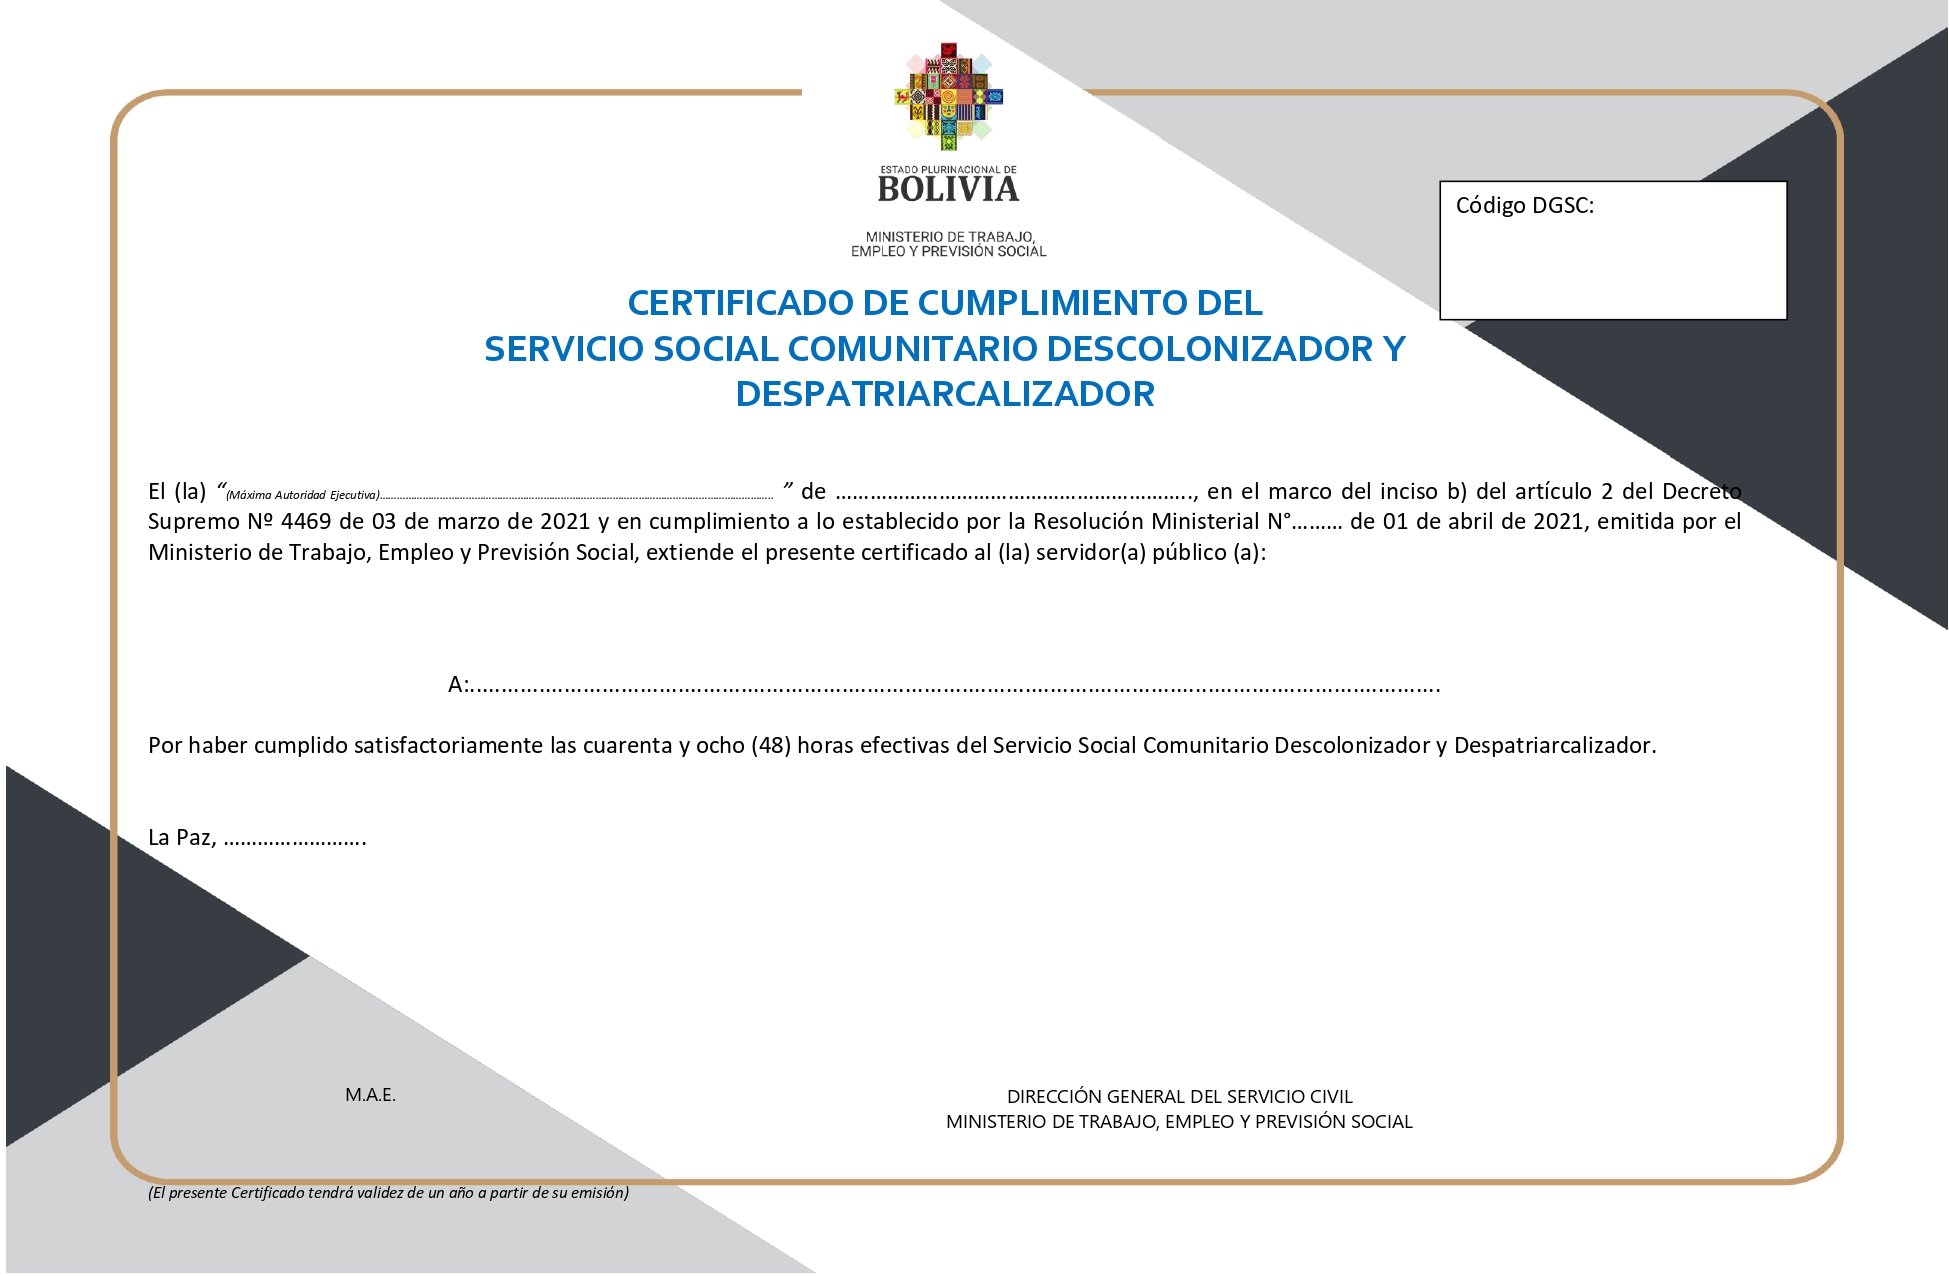 ESTADO PLURINACIONAL DE
BOLIVIA
MINISTERIO DE TRABAJO,
EMPLEO Y PREVISIÓN SOCIAL
Código DGSC:
CERTIFICADO DE CUMPLIMIENTO DEL
SERVICIO SOCIAL COMUNITARIO DESCOLONIZADOR Y
DESPATRIARCALIZADOR
El (la) “(Máxima Autoridad Ejecutiva)........................................................................................................................................ ” de ……………………………………………………..., en el marco del inciso b) del artículo 2 del Decreto
Supremo Nº 4469 de 03 de marzo de 2021 y en cumplimiento a lo establecido por la Resolución Ministerial N°……… de 01 de abril de 2021, emitida por el
Ministerio de Trabajo, Empleo y Previsión Social, extiende el presente certificado al (la) servidor(a) público (a):
A:..................................................................................................................................................
Por haber cumplido satisfactoriamente las cuarenta y ocho (48) horas efectivas del Servicio Social Comunitario Descolonizador y Despatriarcalizador.
La Paz, …………………….
M.A.E.
DIRECCIÓN GENERAL DEL SERVICIO CIVIL
MINISTERIO DE TRABAJO, EMPLEO Y PREVISIÓN SOCIAL
(El presente Certificado tendrá validez de un año a partir de su emisión)